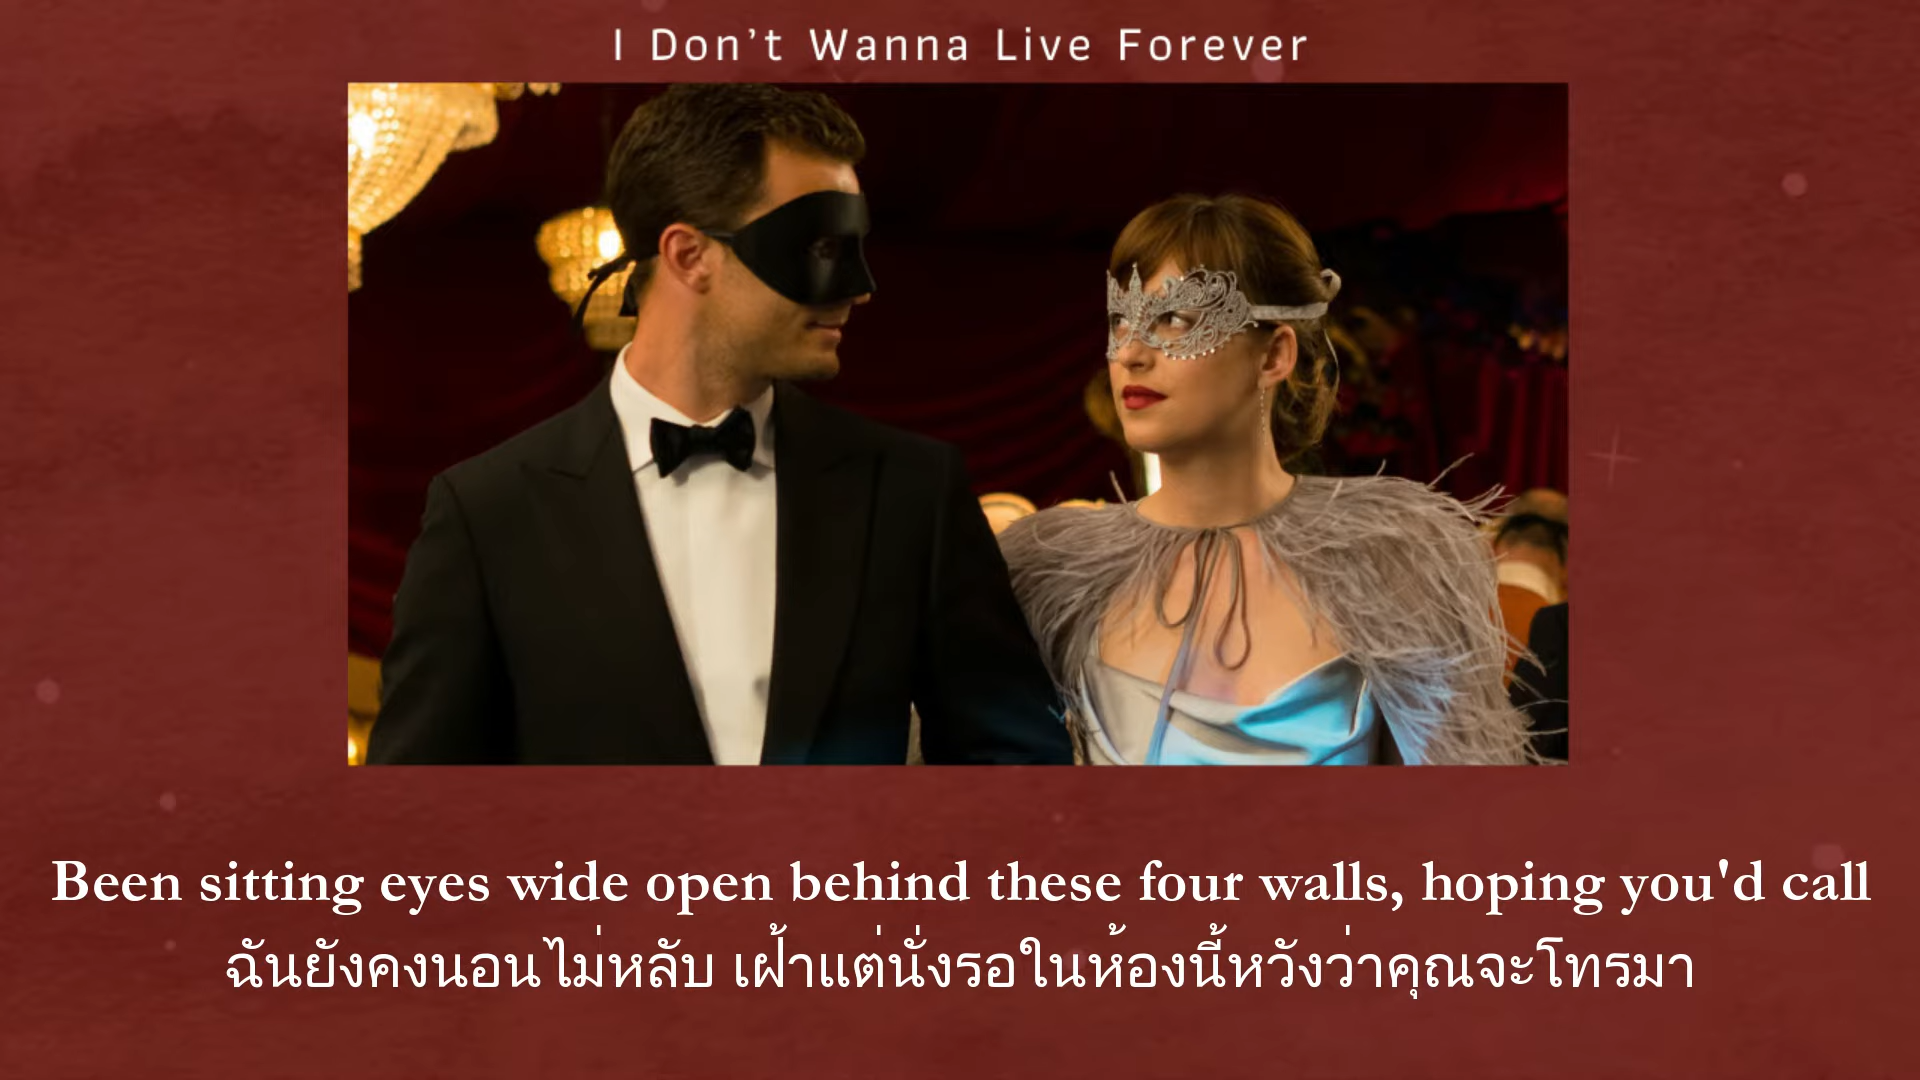 I Don’t Wanna Live Forever
Been sitting eyes wide open behind these four walls, hoping you'd call
ฉันยังคงนอนไม่หลับ เฝ้าแต่นั่งรอในห้องนี้หวังว่าคุณจะโทรมา